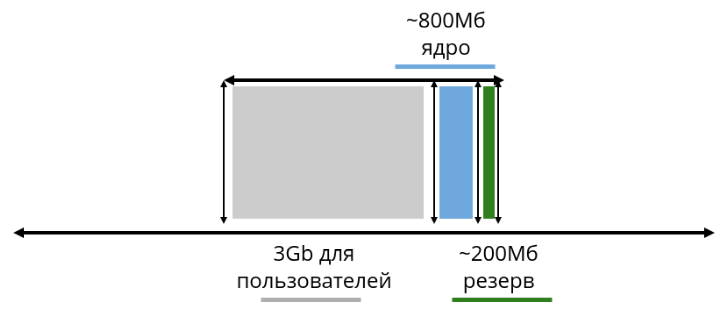 ~800Мб
ядро
3Gb для
пользователей
~200Мб
резерв